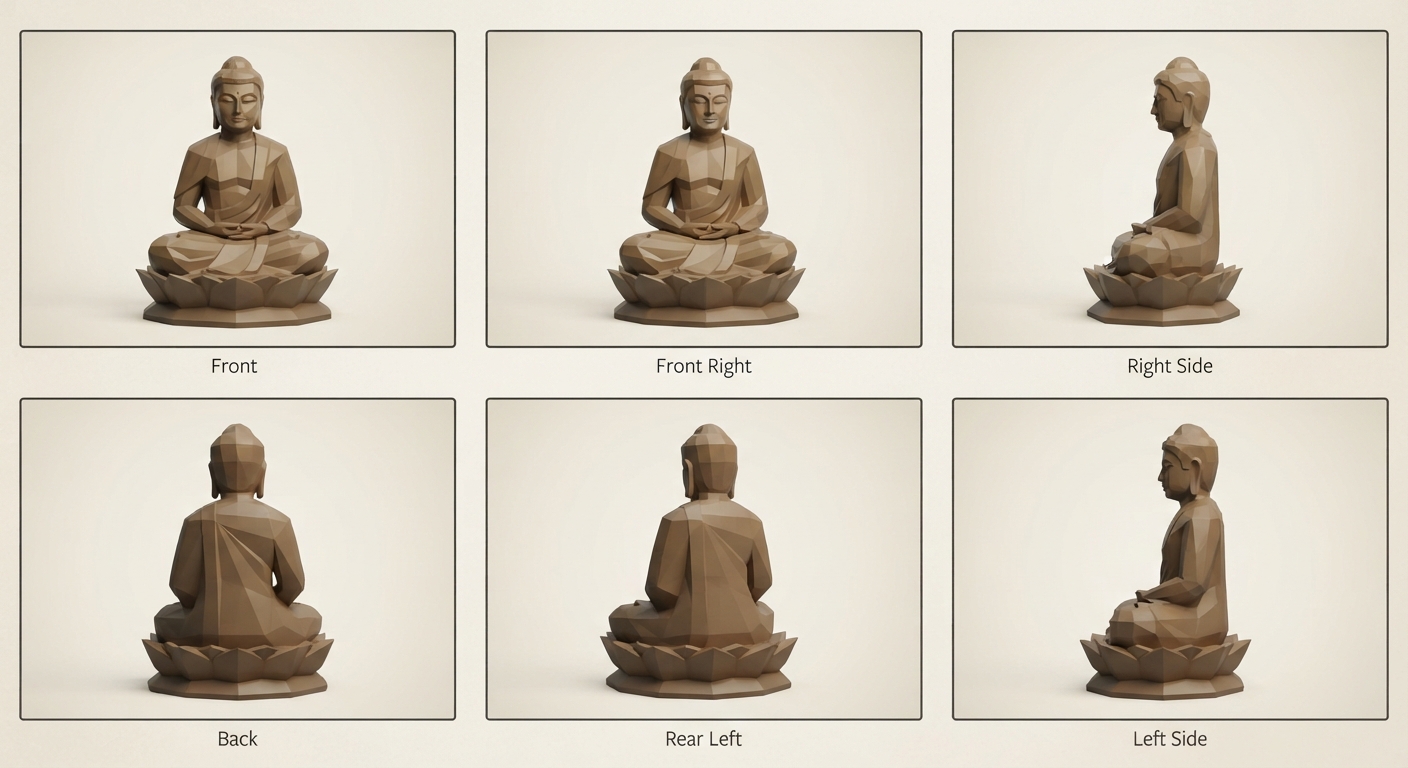 Front
Front Right
Right Side
Back
Rear Left
Left Side